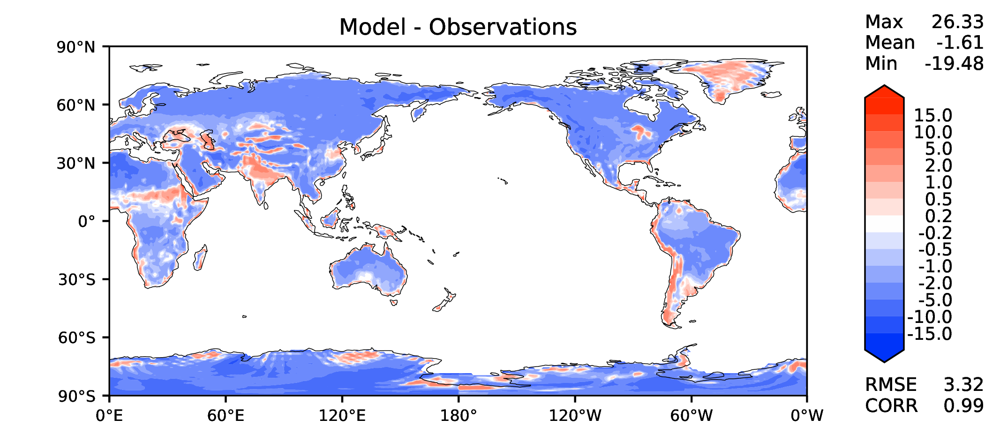 Model - Observations
Max 26.33
Mean -1.61
Min -19.48
90°N
60°N
30°N
0°
30°S
60°S
90°S
0°E 60°E 120°E 180° 120°W 60°W 0°W
15.0
10.0
5.0
2.0
1.0
0.5
0.2
-0.2
-0.5
-1.0
-2.0
-5.0
-10.0
-15.0
RMSE 3.32
CORR 0.99